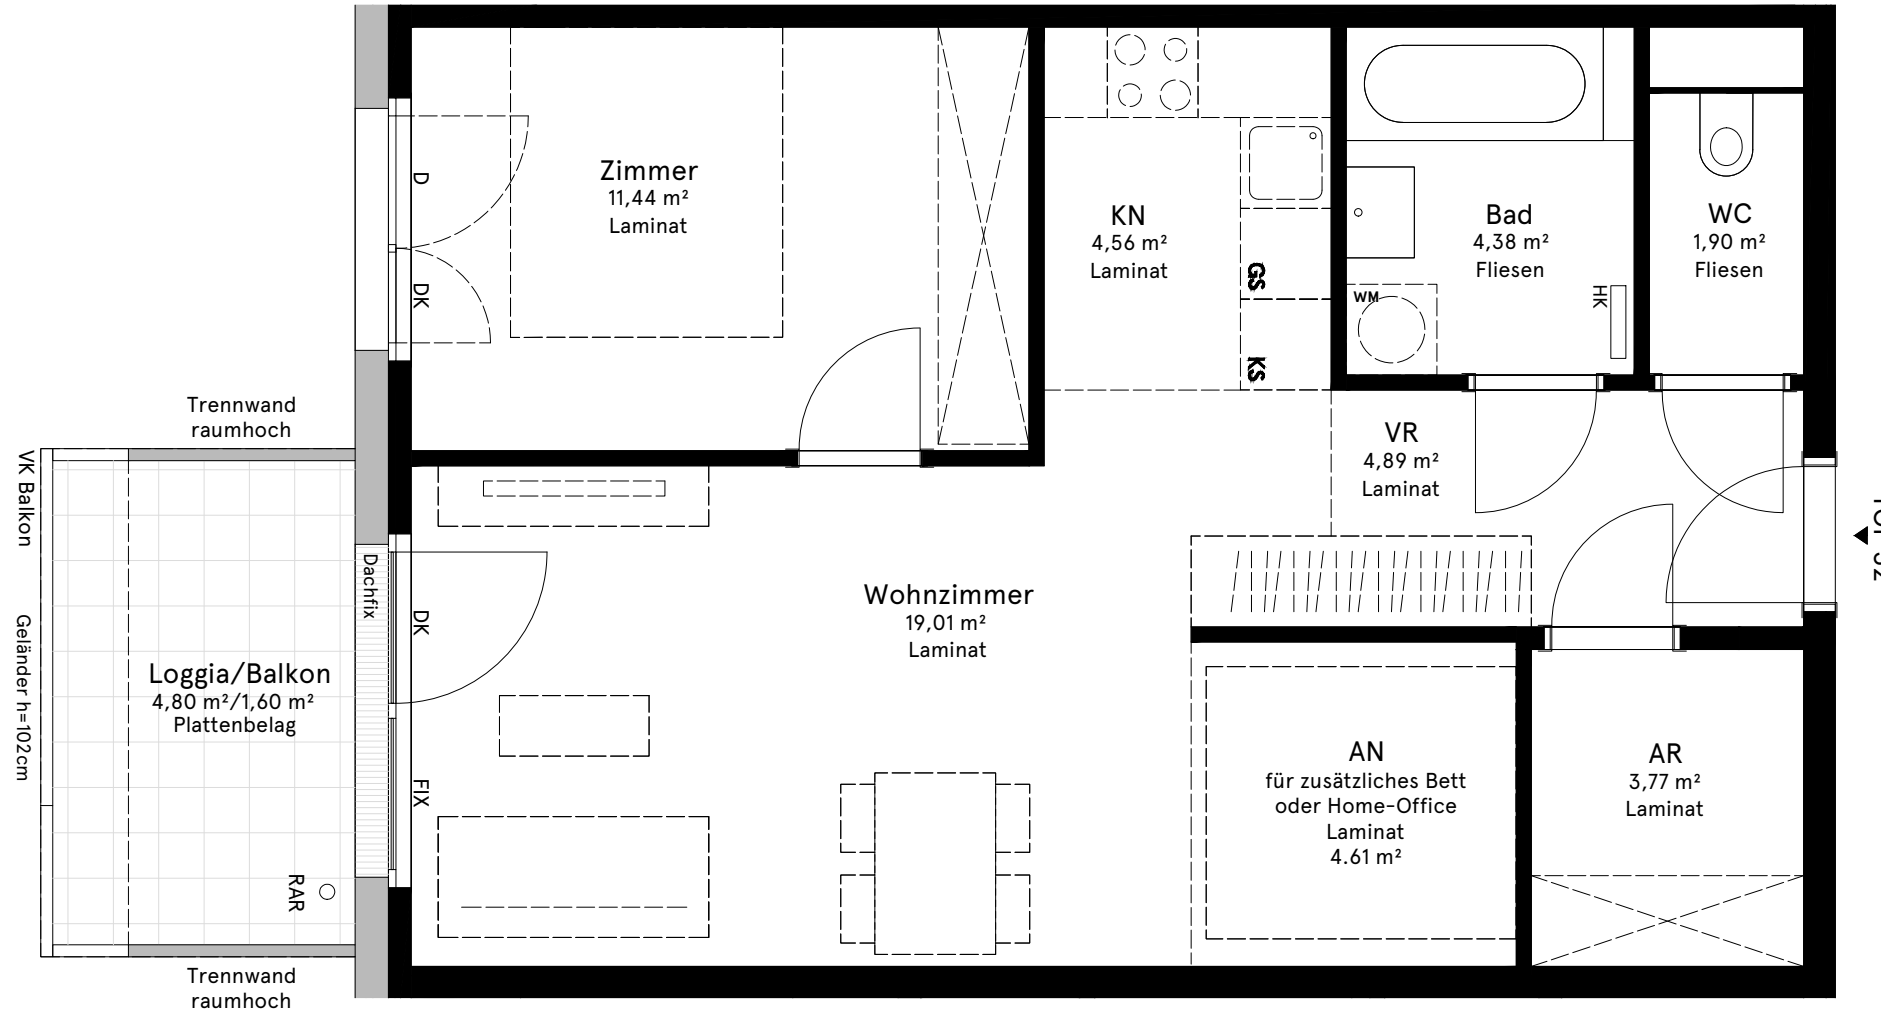 Zimmer
11,44 m²
Laminat
D
DK
KN
4,56 m²
Laminat
GS
KS
Bad
4,38 m²
Fliesen
WM
HK
WC
1,90 m²
Fliesen
VR
4,89 m²
Laminat
Trennwand
raumhoch
VK Balkon
Geländer h=102cm
Dachfix
DK
FIX
Loggia/Balkon
4,80 m²/1,60 m²
Plattenbelag
RAR
Trennwand
raumhoch
Wohnzimmer
19,01 m²
Laminat
AN
für zusätzliches Bett
oder Home-Office
Laminat
4.61 m²
AR
3,77 m²
Laminat